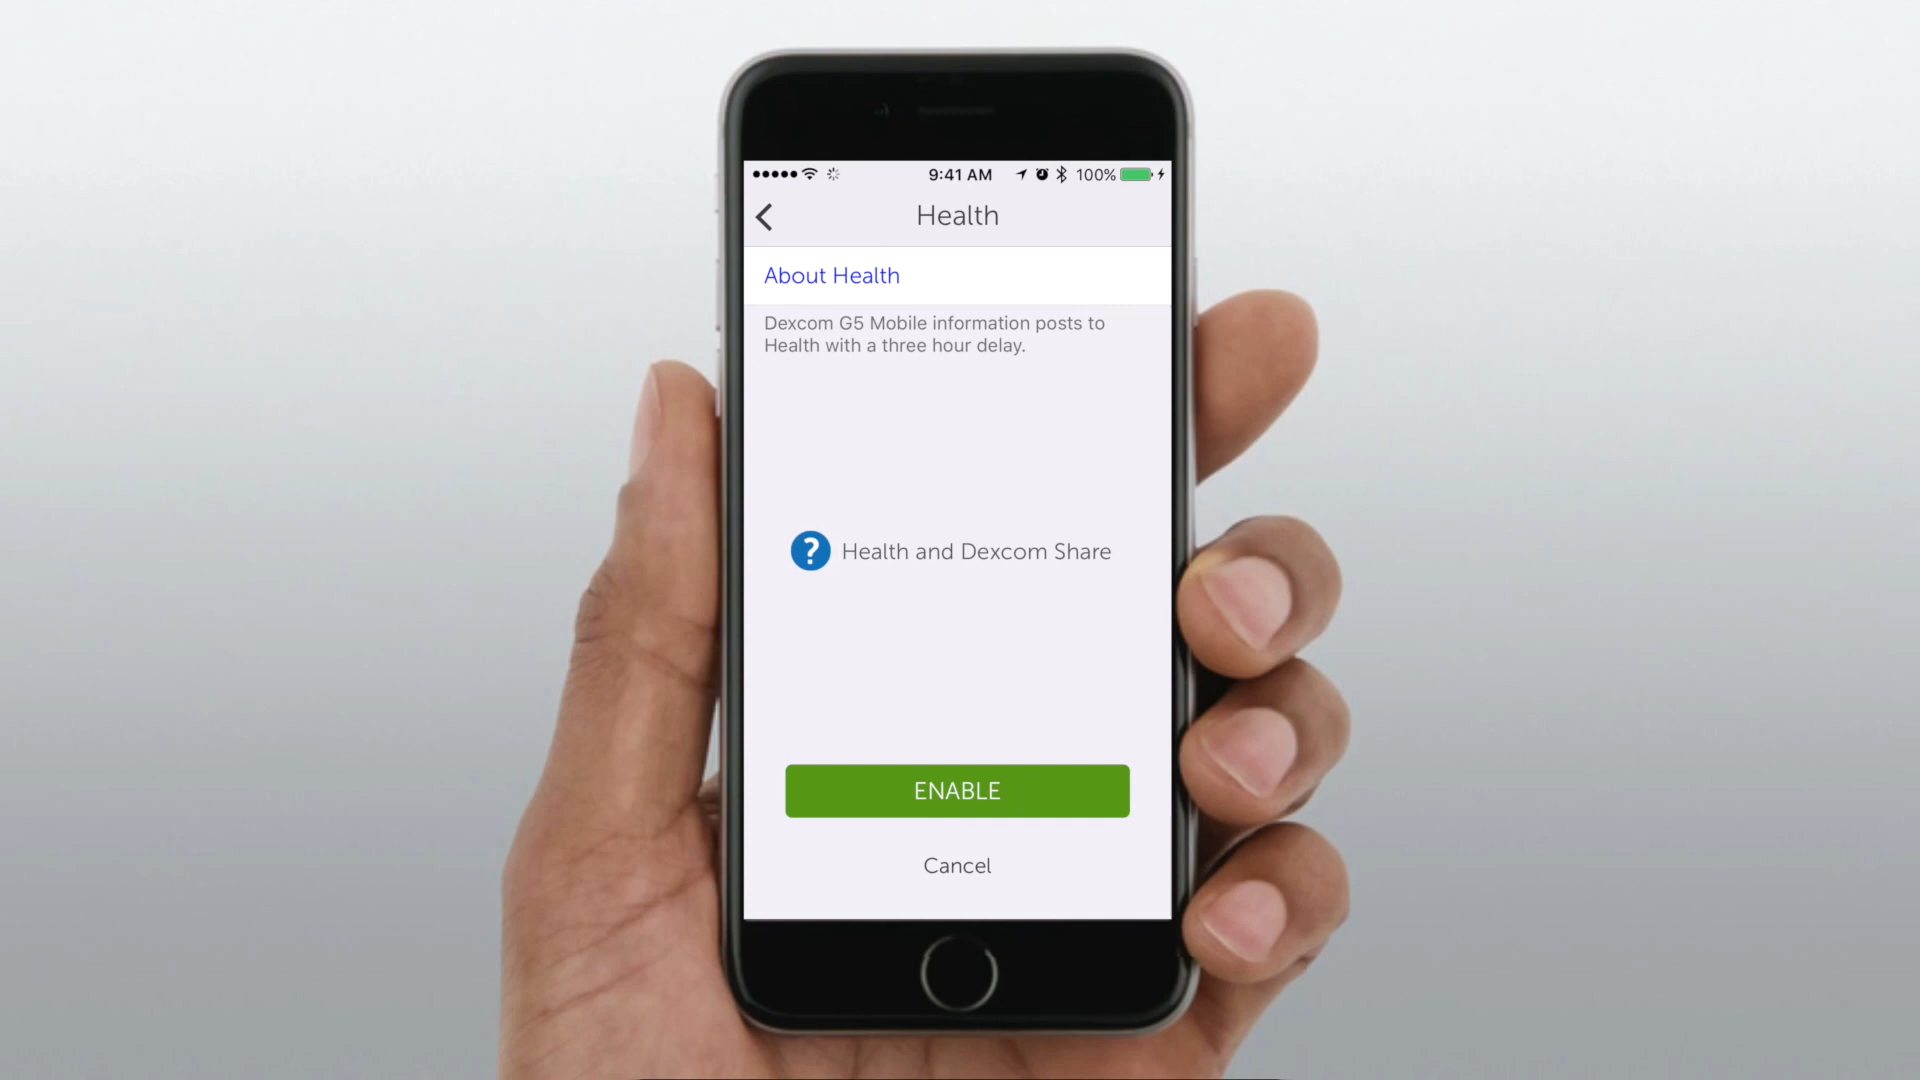 9:41 AM 100%
Health
About Health
Dexcom G5 Mobile information posts to
Health with a three hour delay.
? Health and Dexcom Share
ENABLE
Cancel